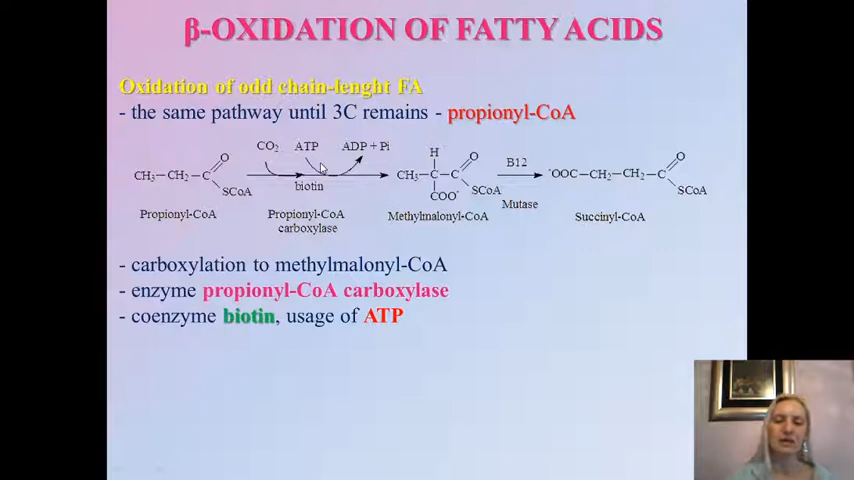 β-OXIDATION OF FATTY ACIDS
Oxidation of odd chain-lenght FA
- the same pathway until 3C remains - propionyl-CoA
CO₂ ATP ADP + Pi
CH₃—CH₂—C
O
SCoA
biotin
H
CH₃—C—C
O
SCoA
COO⁻
B12
Mutase
⁻OOC—CH₂—CH₂—C
O
SCoA
Propionyl-CoA
Propionyl-CoA
carboxylase
Methylmalonyl-CoA
Succinyl-CoA
- carboxylation to methylmalonyl-CoA
- enzyme propionyl-CoA carboxylase
- coenzyme biotin, usage of ATP